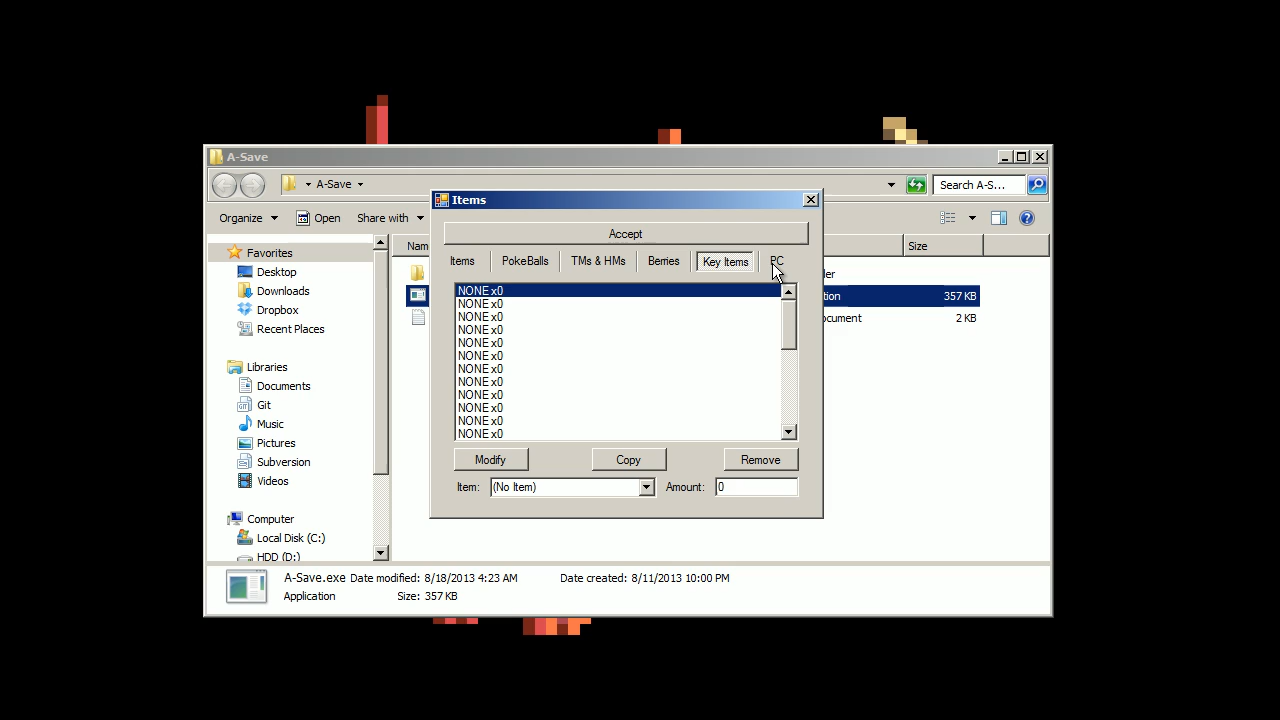 A-Save
A-Save
Search A-S...
Organize
Open
Share with
Nam
Size
Favorites
Desktop
Downloads
Dropbox
Recent Places
Libraries
Documents
Git
Music
Pictures
Subversion
Videos
Computer
Local Disk (C:)
HDD (D:)
lder
tion 357 KB
ocument 2 KB
Items
Accept
Items PokeBalls TMs & HMs Berries Key Items PC
NONE x0
NONE x0
NONE x0
NONE x0
NONE x0
NONE x0
NONE x0
NONE x0
NONE x0
NONE x0
NONE x0
NONE x0
Modify Copy Remove
Item: (No Item) Amount: 0
A-Save.exe Date modified: 8/18/2013 4:23 AM Date created: 8/11/2013 10:00 PM
Application Size: 357 KB